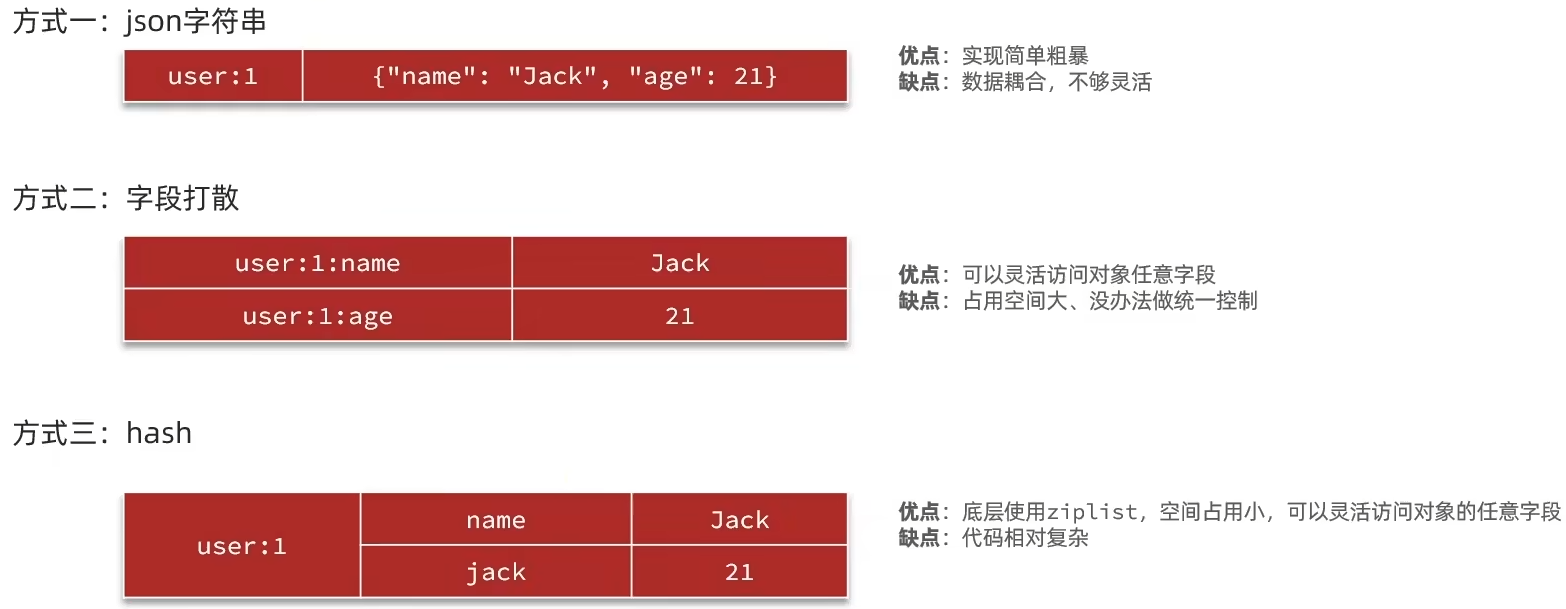 方式一：json字符串
user:1 {"name": "Jack", "age": 21}
优点：实现简单粗暴
缺点：数据耦合，不够灵活
方式二：字段打散
user:1:name Jack
user:1:age 21
优点：可以灵活访问对象任意字段
缺点：占用空间大、没办法做统一控制
方式三：hash
user:1
name Jack
jack 21
优点：底层使用ziplist，空间占用小，可以灵活访问对象的任意字段
缺点：代码相对复杂